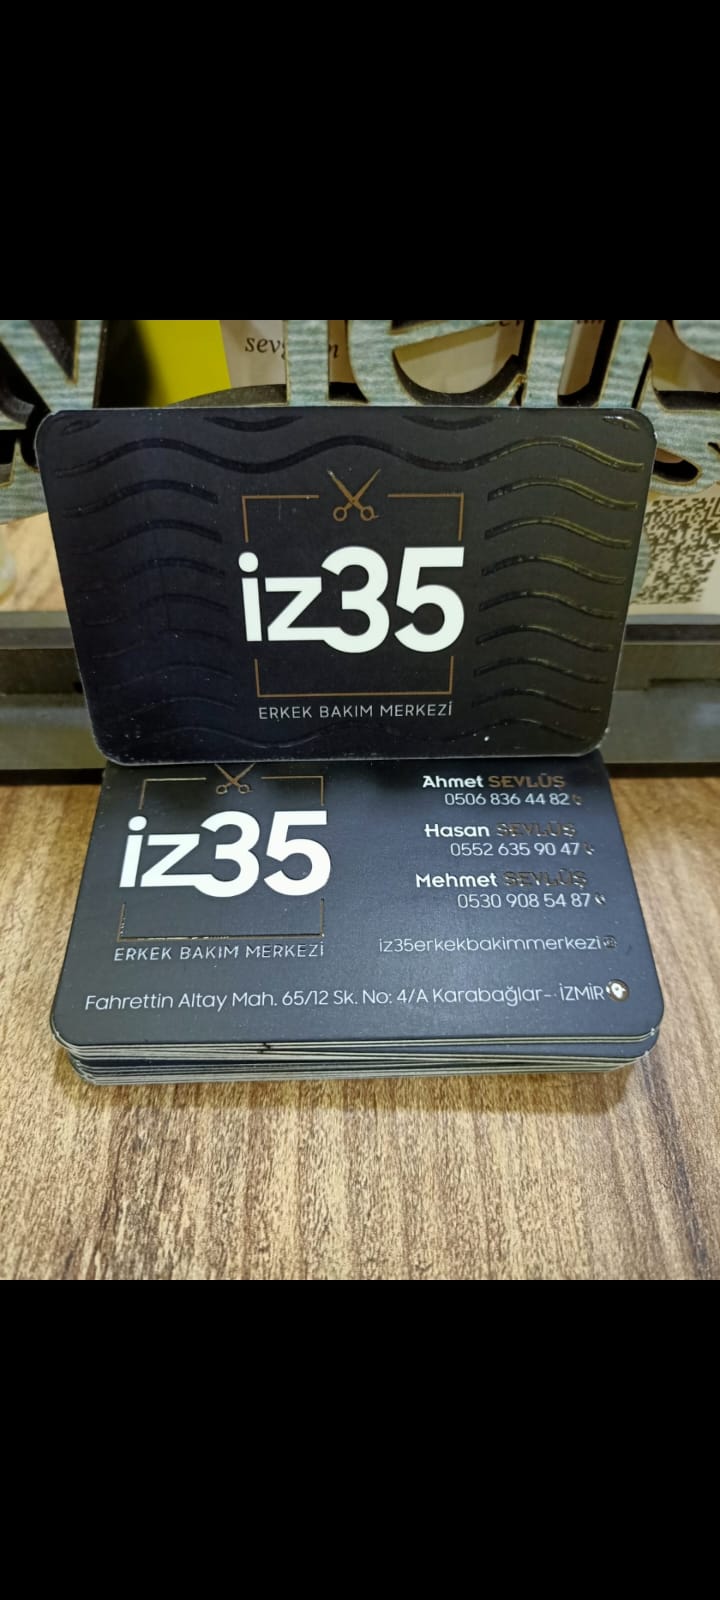 iz35
ERKEK BAKIM MERKEZİ
iz35
ERKEK BAKIM MERKEZİ
Ahmet SEVLÜŞ
0506 836 44 82
Hasan SEVLÜŞ
0552 635 90 47
Mehmet SEVLÜŞ
0530 908 54 87
iz35erkekbakimmerkezi
Fahrettin Altay Mah. 65/12 Sk. No: 4/A Karabağlar- İZMİR